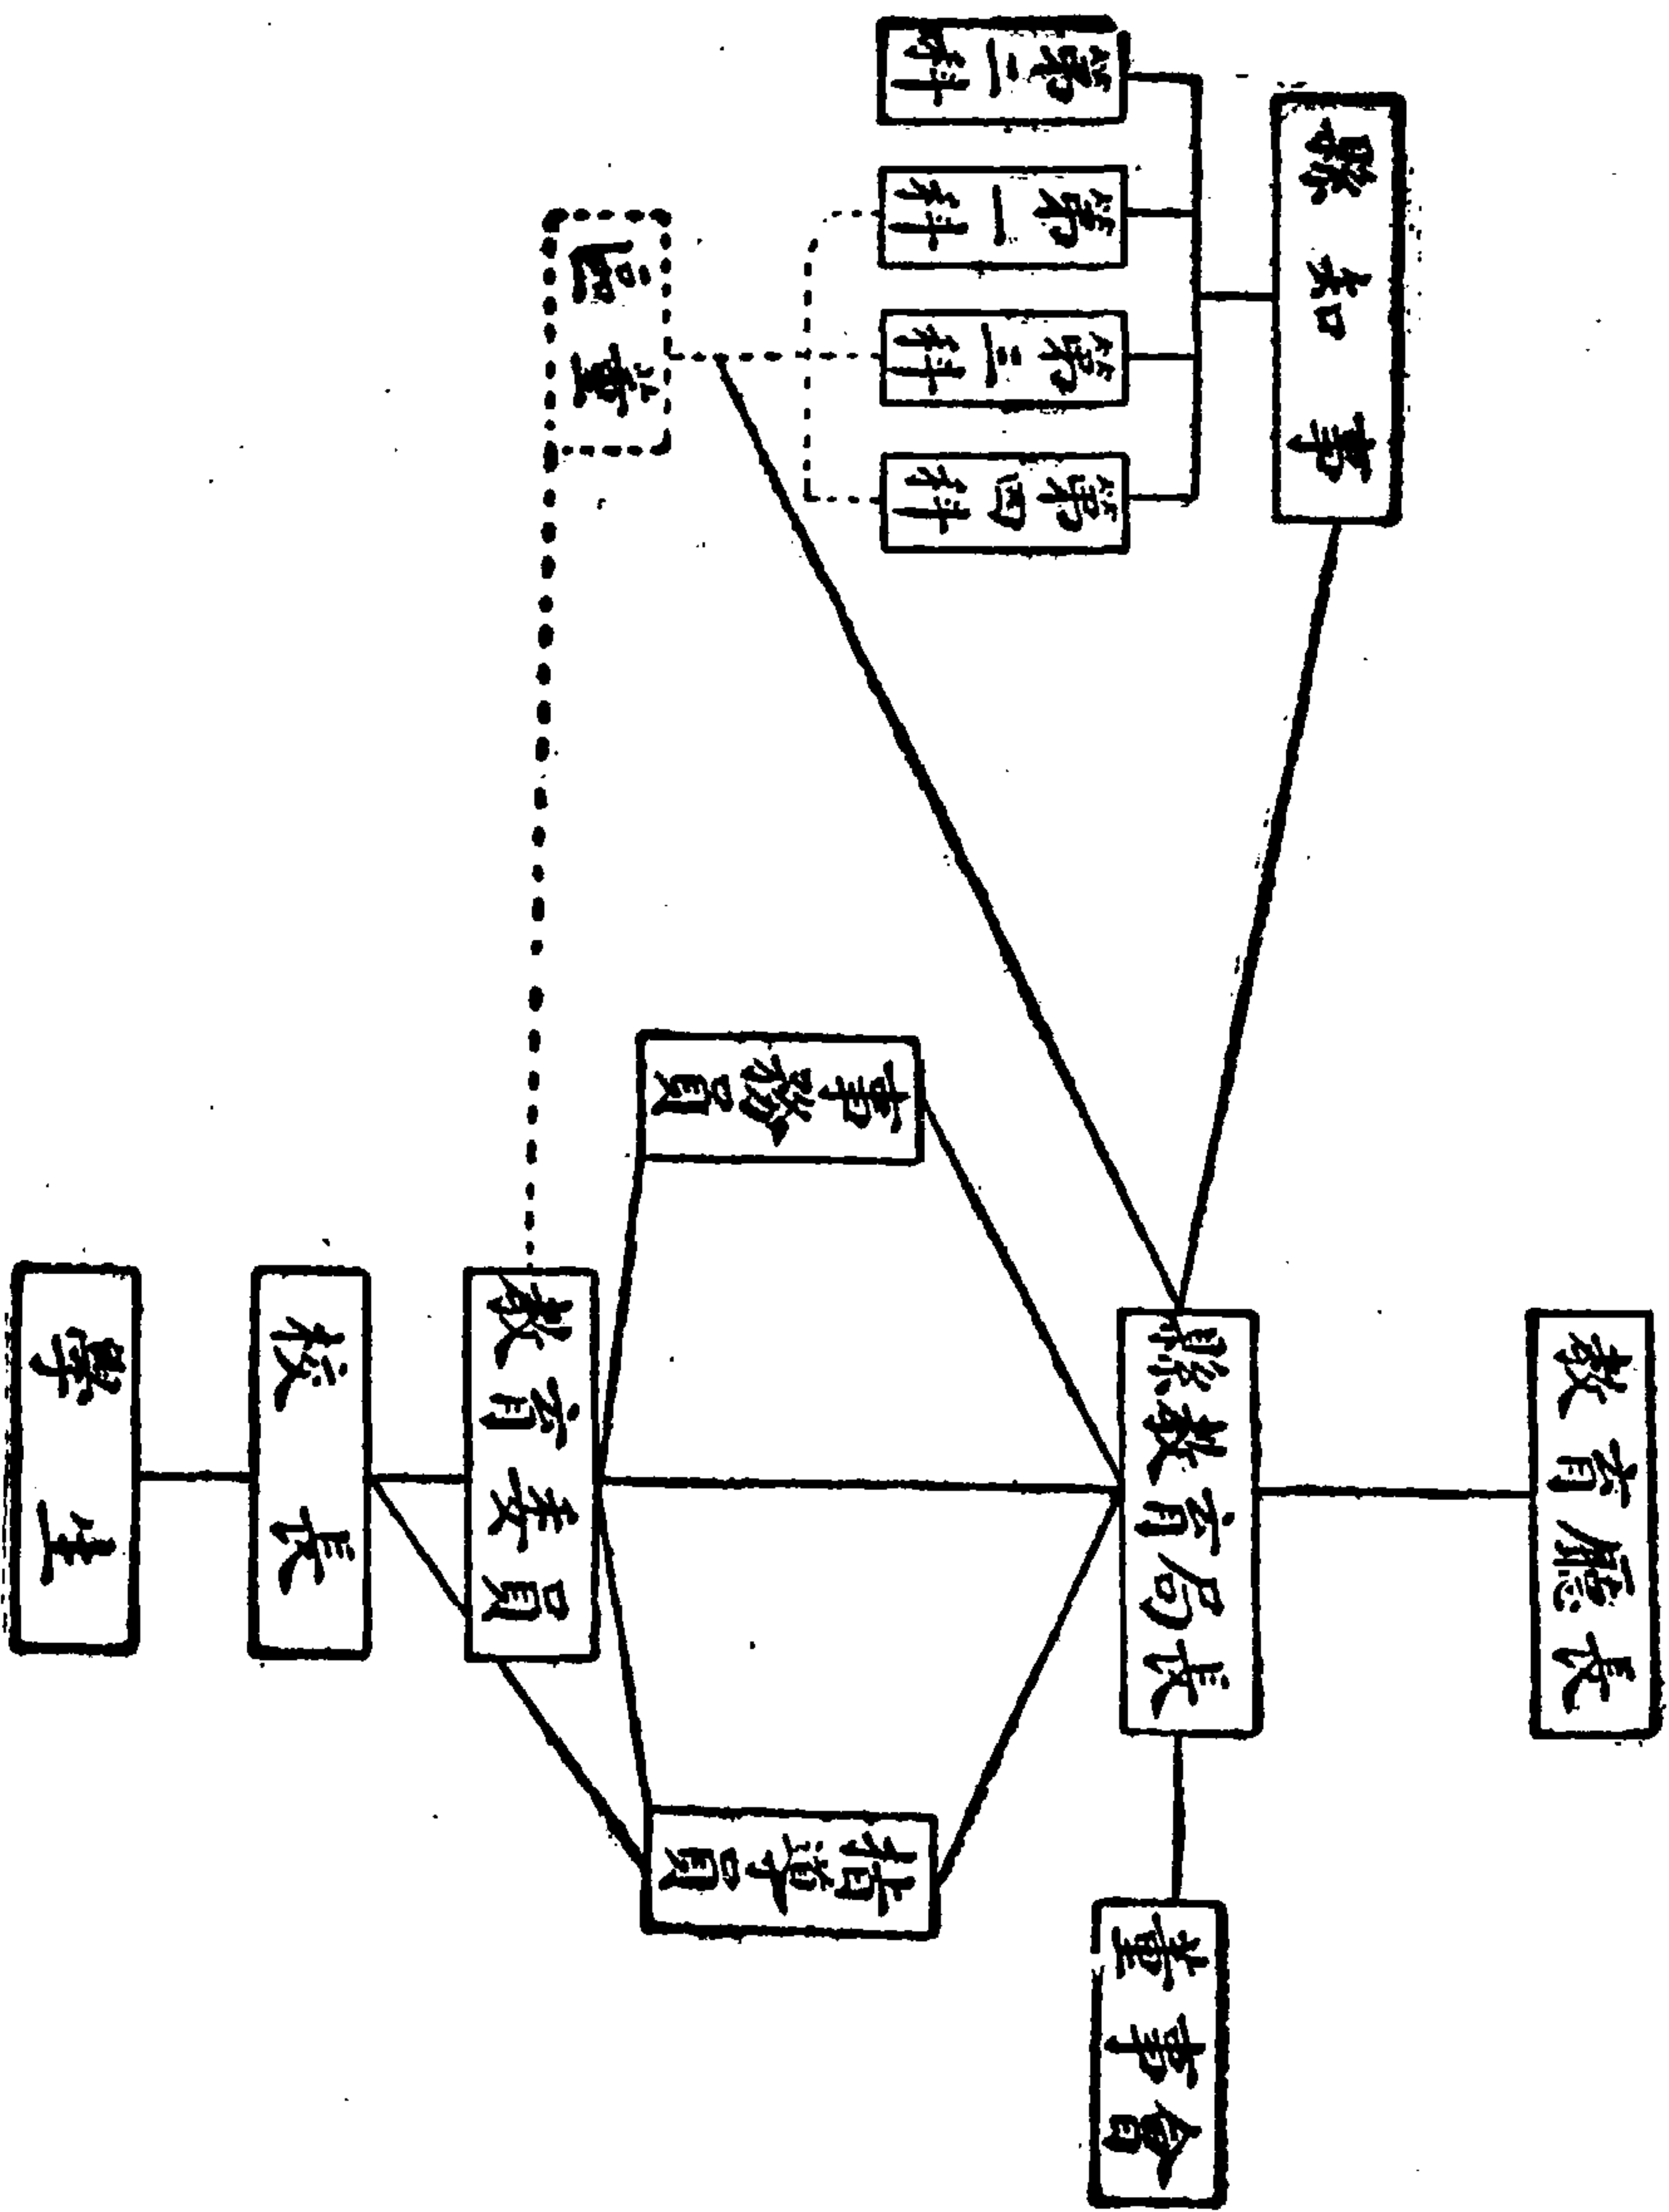 教育廳長
縣知事
縣教育局長
董事會
第二科
第一科
第三科
第四科
事務員
指導員
區董
教育委員
校長
學生